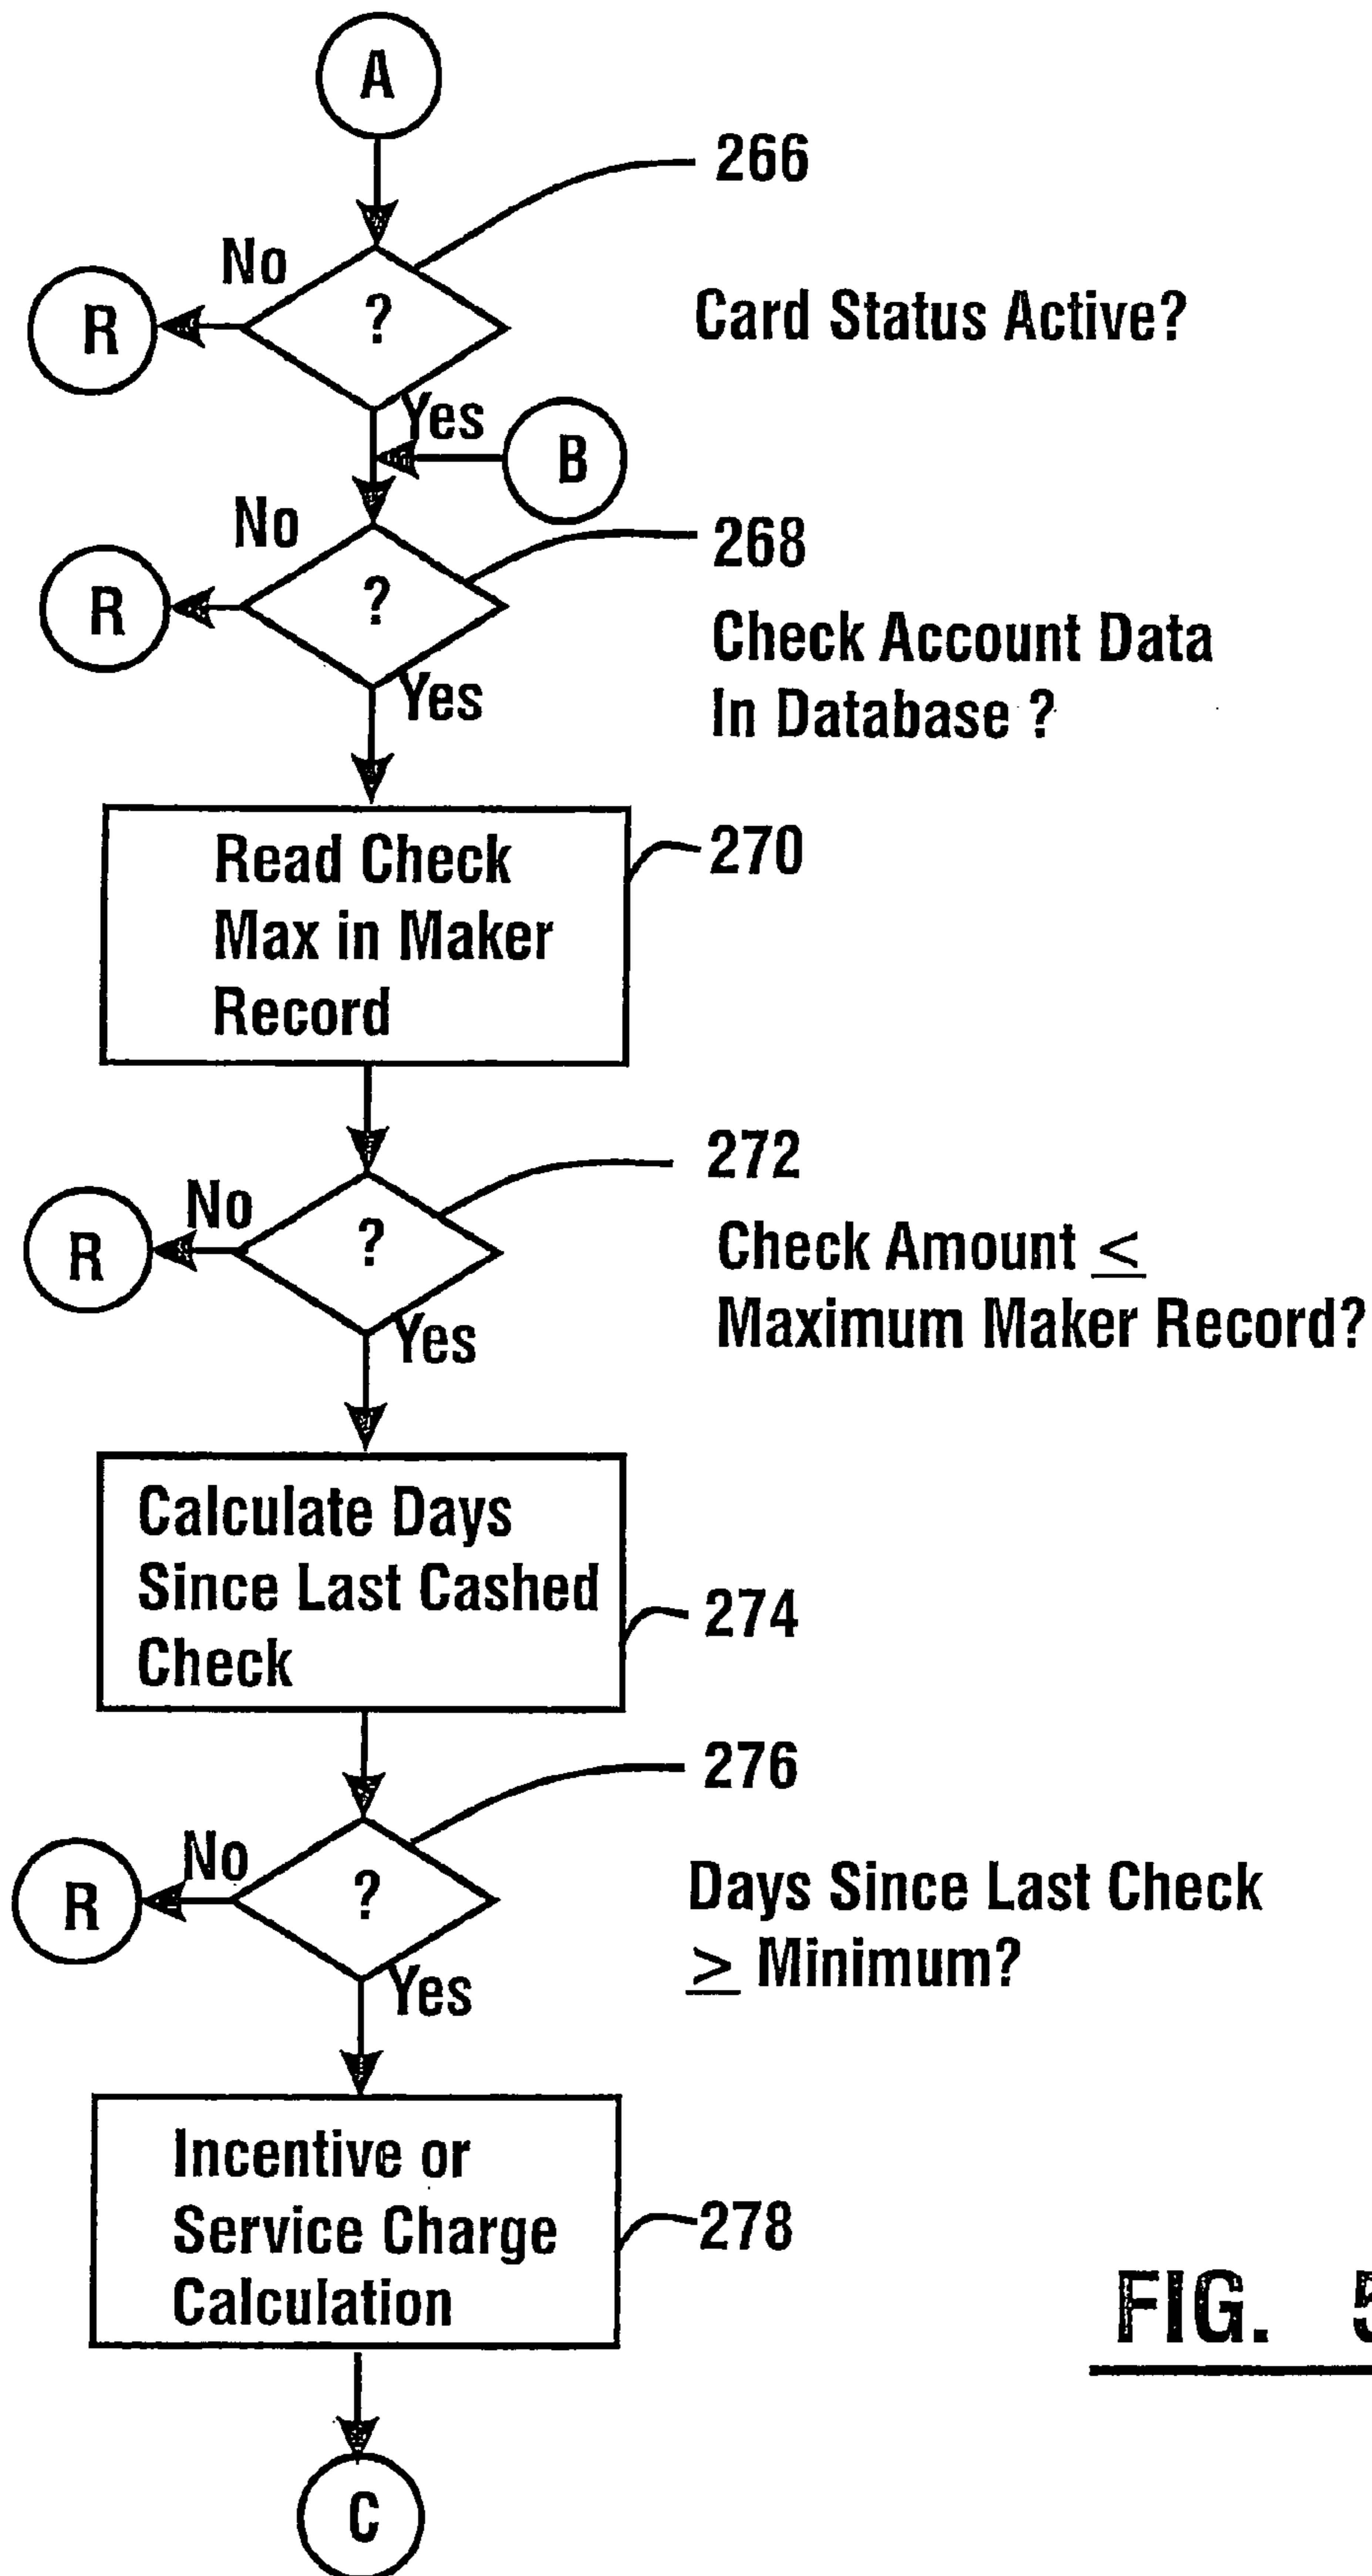 A
266
No
R
?
Card Status Active?
Yes
B
No
268
R
?
Check Account Data
In Database ?
Yes
Read Check
Max in Maker
Record
270
272
No
R
?
Check Amount ≤
Maximum Maker Record?
Yes
Calculate Days
Since Last Cashed
Check
274
276
No
R
?
Days Since Last Check
≥ Minimum?
Yes
Incentive or
Service Charge
Calculation
278
FIG. 5
C